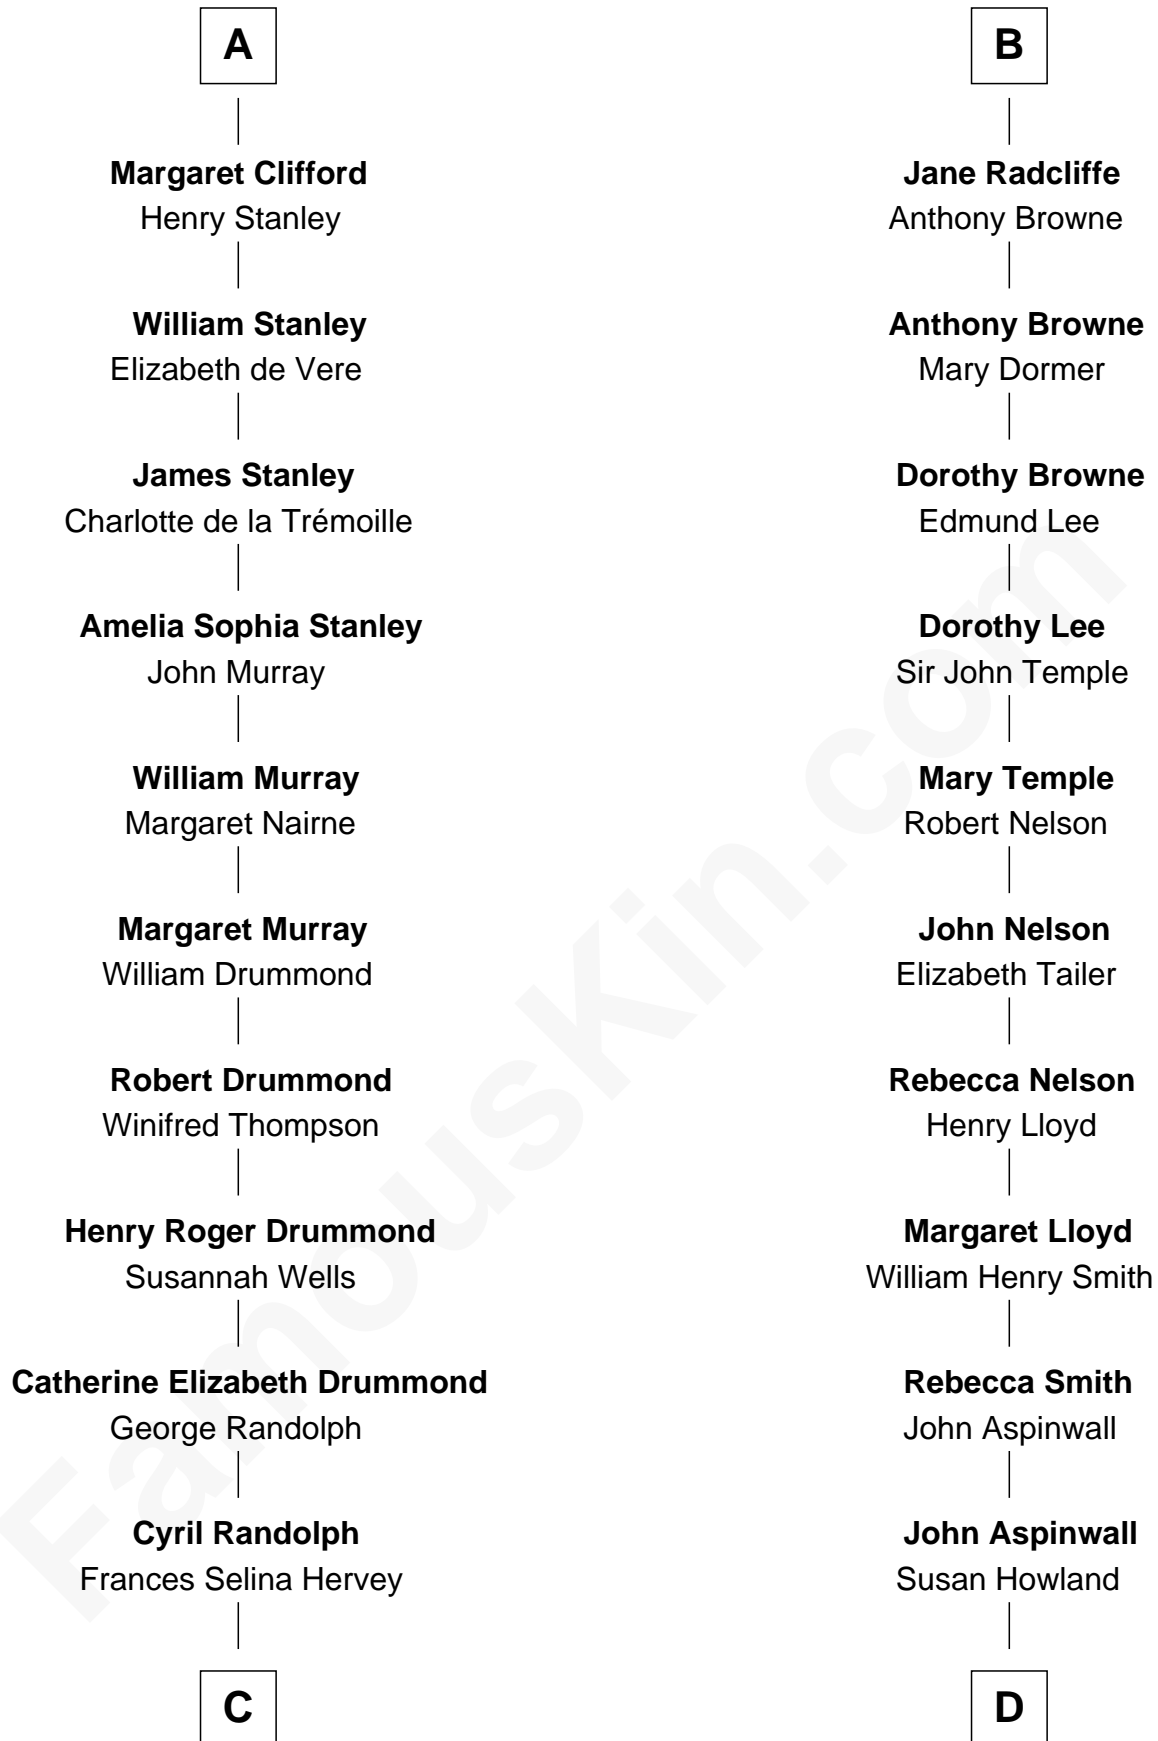 A
Margaret Clifford
Henry Stanley
William Stanley
Elizabeth de Vere
James Stanley
Charlotte de la Trémoille
Amelia Sophia Stanley
John Murray
William Murray
Margaret Nairne
Margaret Murray
William Drummond
Robert Drummond
Winifred Thompson
Henry Roger Drummond
Susannah Wells
Catherine Elizabeth Drummond
George Randolph
Cyril Randolph
Frances Selina Hervey
C
B
Jane Radcliffe
Anthony Browne
Anthony Browne
Mary Dormer
Dorothy Browne
Edmund Lee
Dorothy Lee
Sir John Temple
Mary Temple
Robert Nelson
John Nelson
Elizabeth Tailer
Rebecca Nelson
Henry Lloyd
Margaret Lloyd
William Henry Smith
Rebecca Smith
John Aspinwall
John Aspinwall
Susan Howland
D
FamousKin.com